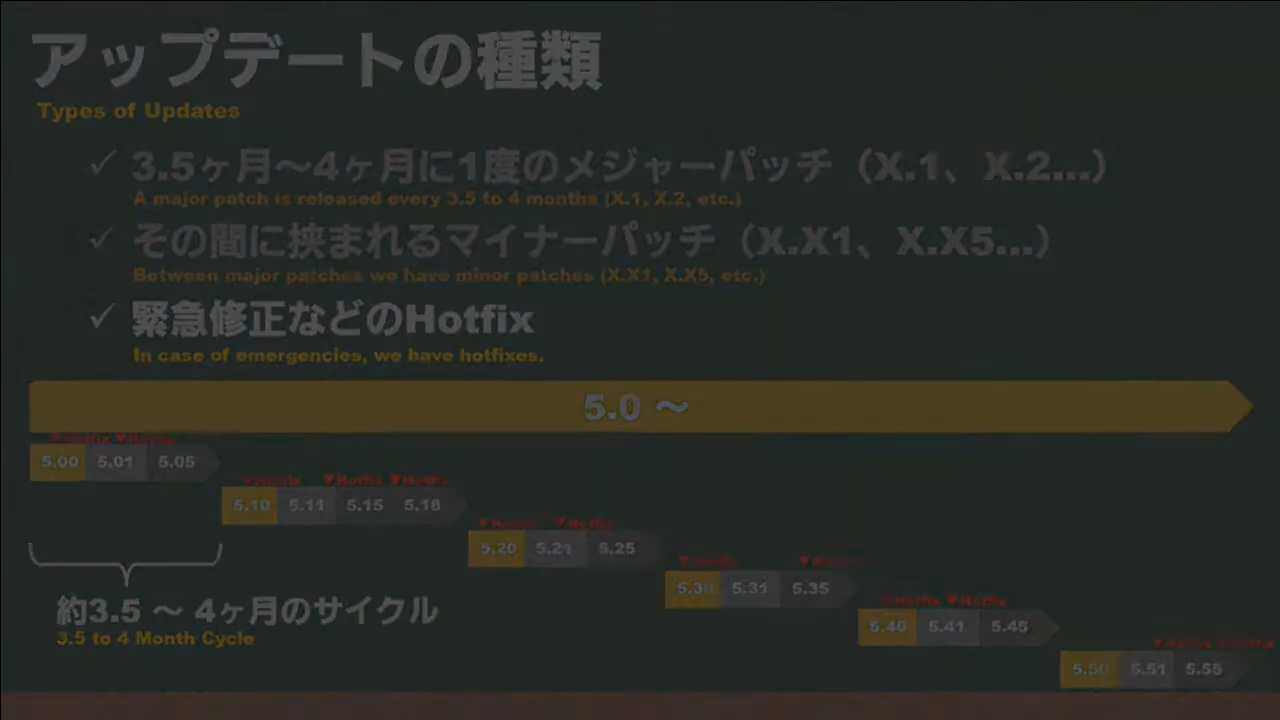 アップデートの種類
Types of Updates
✓ 3.5ヶ月〜4ヶ月に1度のメジャーパッチ（X.1、X.2...）
A major patch is released every 3.5 to 4 months (X.1, X.2, etc.)
✓ その間に挟まれるマイナーパッチ（X.X1、X.X5...）
Between major patches we have minor patches (X.X1, X.X5, etc.)
✓ 緊急修正などのHotfix
In case of emergencies, we have hotfixes.
5.0 〜
▼Hotfix ▼Hotfix
5.00 5.01 5.05
▼Hotfix ▼Hotfix ▼Hotfix
5.10 5.11 5.15 5.18
▼Hotfix ▼Hotfix
5.20 5.21 5.25
▼Hotfix ▼Hotfix
5.30 5.31 5.35
▼Hotfix ▼Hotfix
5.40 5.41 5.45
▼Hotfix ▼Hotfix
5.50 5.51 5.55
約3.5 〜 4ヶ月のサイクル
3.5 to 4 Month Cycle